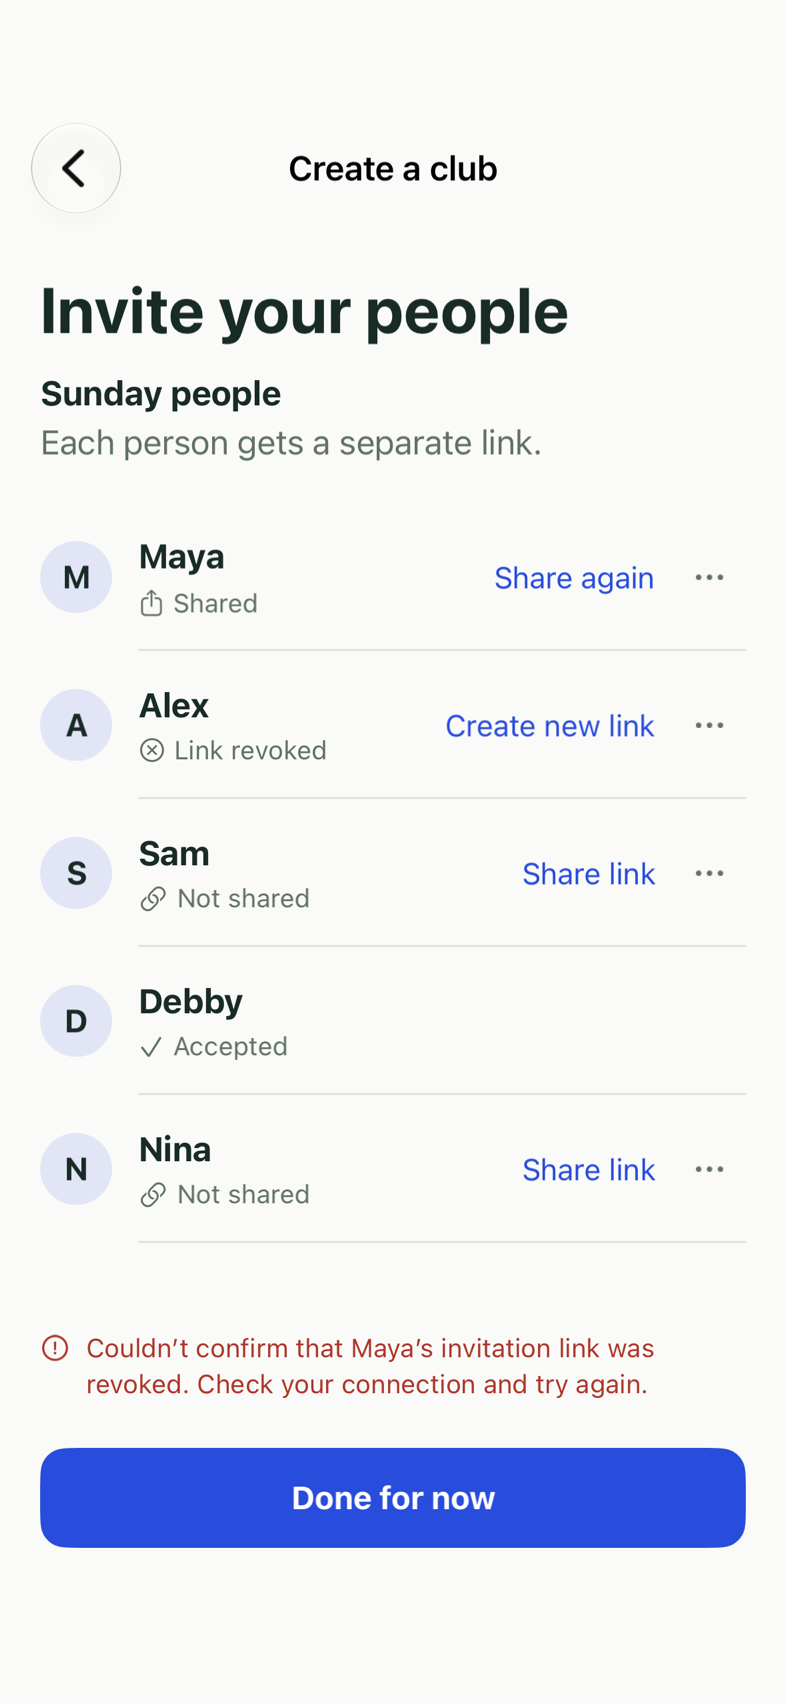 Create a club
Invite your people
Sunday people
Each person gets a separate link.
M
Maya
Shared
Share again
A
Alex
Link revoked
Create new link
S
Sam
Not shared
Share link
D
Debby
Accepted
N
Nina
Not shared
Share link
Couldn’t confirm that Maya’s invitation link was
revoked. Check your connection and try again.
Done for now